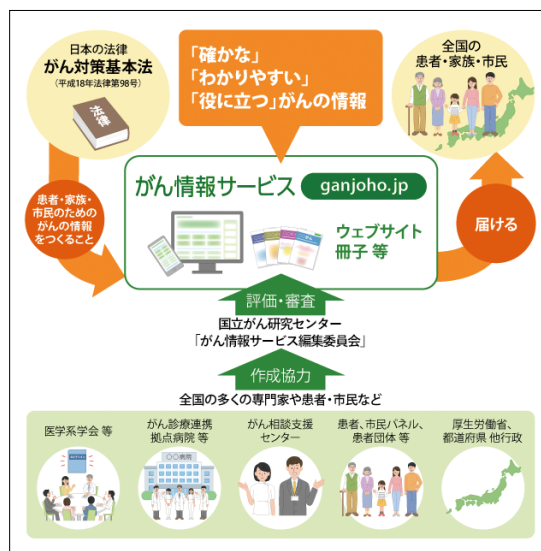 日本の法律
がん対策基本法
（平成18年法律第98号）
法律
「確かな」
「わかりやすい」
「役に立つ」がんの情報
全国の
患者・家族・市民
患者・家族・
市民のための
がんの情報
をつくること
がん情報サービス ganjoho.jp
ウェブサイト
冊子 等
届ける
評価・審査
国立がん研究センター
「がん情報サービス編集委員会」
作成協力
全国の多くの専門家や患者・市民など
医学系学会 等
がん診療連携
拠点病院 等
〇〇病院
がん相談支援
センター
患者、市民パネル、
患者団体 等
厚生労働省、
都道府県 他行政